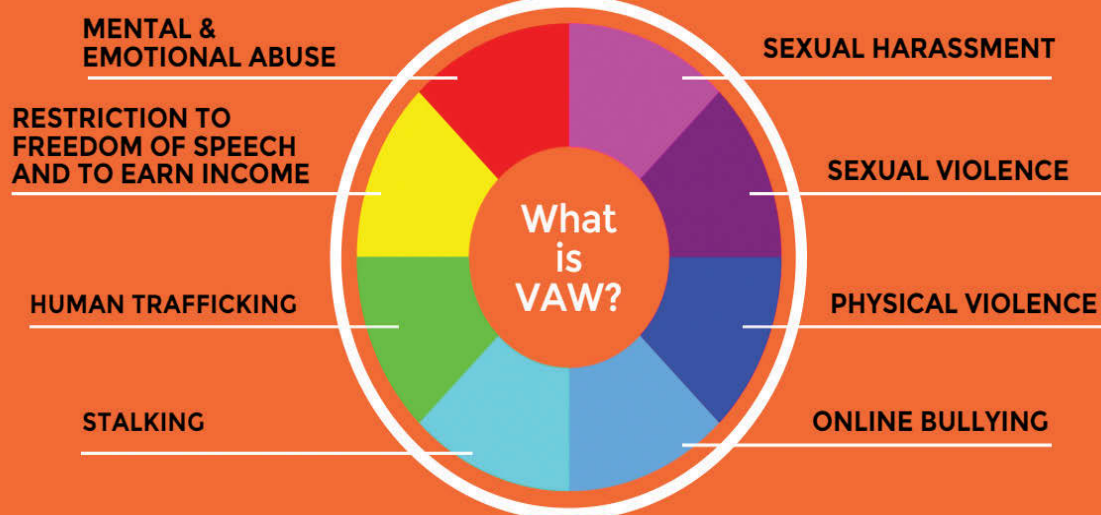 MENTAL &
EMOTIONAL ABUSE
RESTRICTION TO
FREEDOM OF SPEECH
AND TO EARN INCOME
HUMAN TRAFFICKING
STALKING
What
is
VAW?
SEXUAL HARASSMENT
SEXUAL VIOLENCE
PHYSICAL VIOLENCE
ONLINE BULLYING